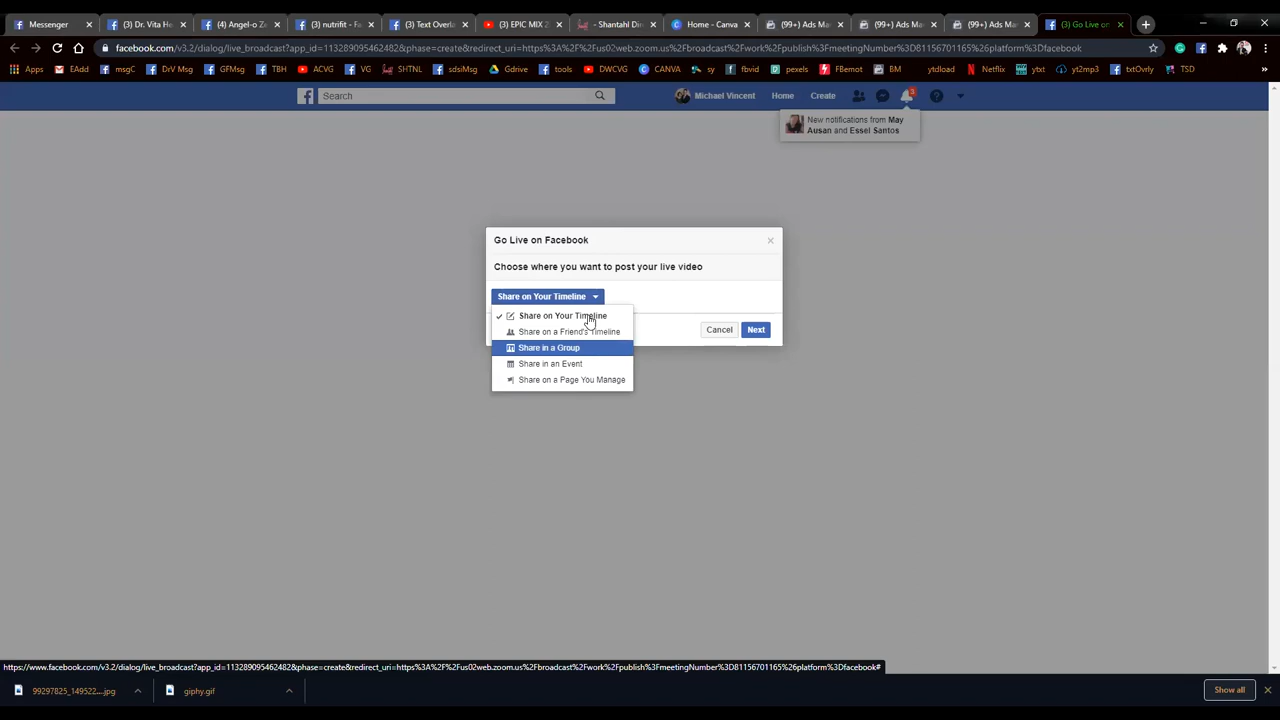 Messenger
(3) Dr. Vita He
(4) Angel-o Ze
(3) nutrifit - Fa
(3) Text Overla
(3) EPIC MIX 2
- Shantahl Din
Home - Canva
(99+) Ads Ma
(99+) Ads Ma
(99+) Ads Ma
(3) Go Live on
facebook.com/v3.2/dialog/live_broadcast?app_id=113289095462482&phase=create&redirect_uri=https%3A%2F%2Fus02web.zoom.us%2Fbroadcast%2Fwork%2Fpublish%3FmeetingNumber%3D81156701165%26platform%3Dfacebook
Apps
EAdd
msgC
DrV Msg
GFMsg
TBH
ACVG
VG
SHTNL
sdsiMsg
Gdrive
tools
DWCVG
CANVA
sy
fbvid
pexels
FBemot
BM
ytdload
Netflix
ytxt
yt2mp3
txtOvrly
TSD
Search
Michael Vincent
Home
Create
3
New notifications from May
Ausan and Essel Santos
Go Live on Facebook
Choose where you want to post your live video
Share on Your Timeline
Share on Your Timeline
Share on a Friend's Timeline
Share in a Group
Share in an Event
Share on a Page You Manage
Cancel
Next
https://www.facebook.com/v3.2/dialog/live_broadcast?app_id=113289095462482&phase=create&redirect_uri=https%3A%2F%2Fus02web.zoom.us%2Fbroadcast%2Fwork%2Fpublish%3FmeetingNumber%3D81156701165%26platform%3Dfacebook#
99297825_149522....jpg
giphy.gif
Show all